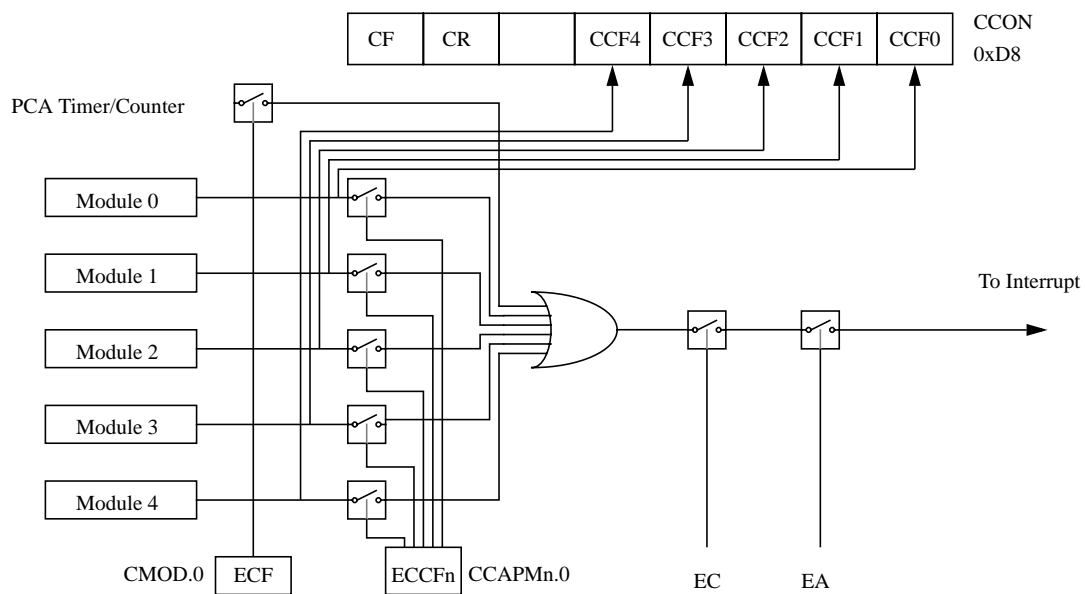 CF CR CCF4 CCF3 CCF2 CCF1 CCF0 CCON
0xD8
PCA Timer/Counter
Module 0
Module 1
To Interrupt
Module 2
Module 3
Module 4
CMOD.0 ECF ECCFn CCAPMn.0 EC EA